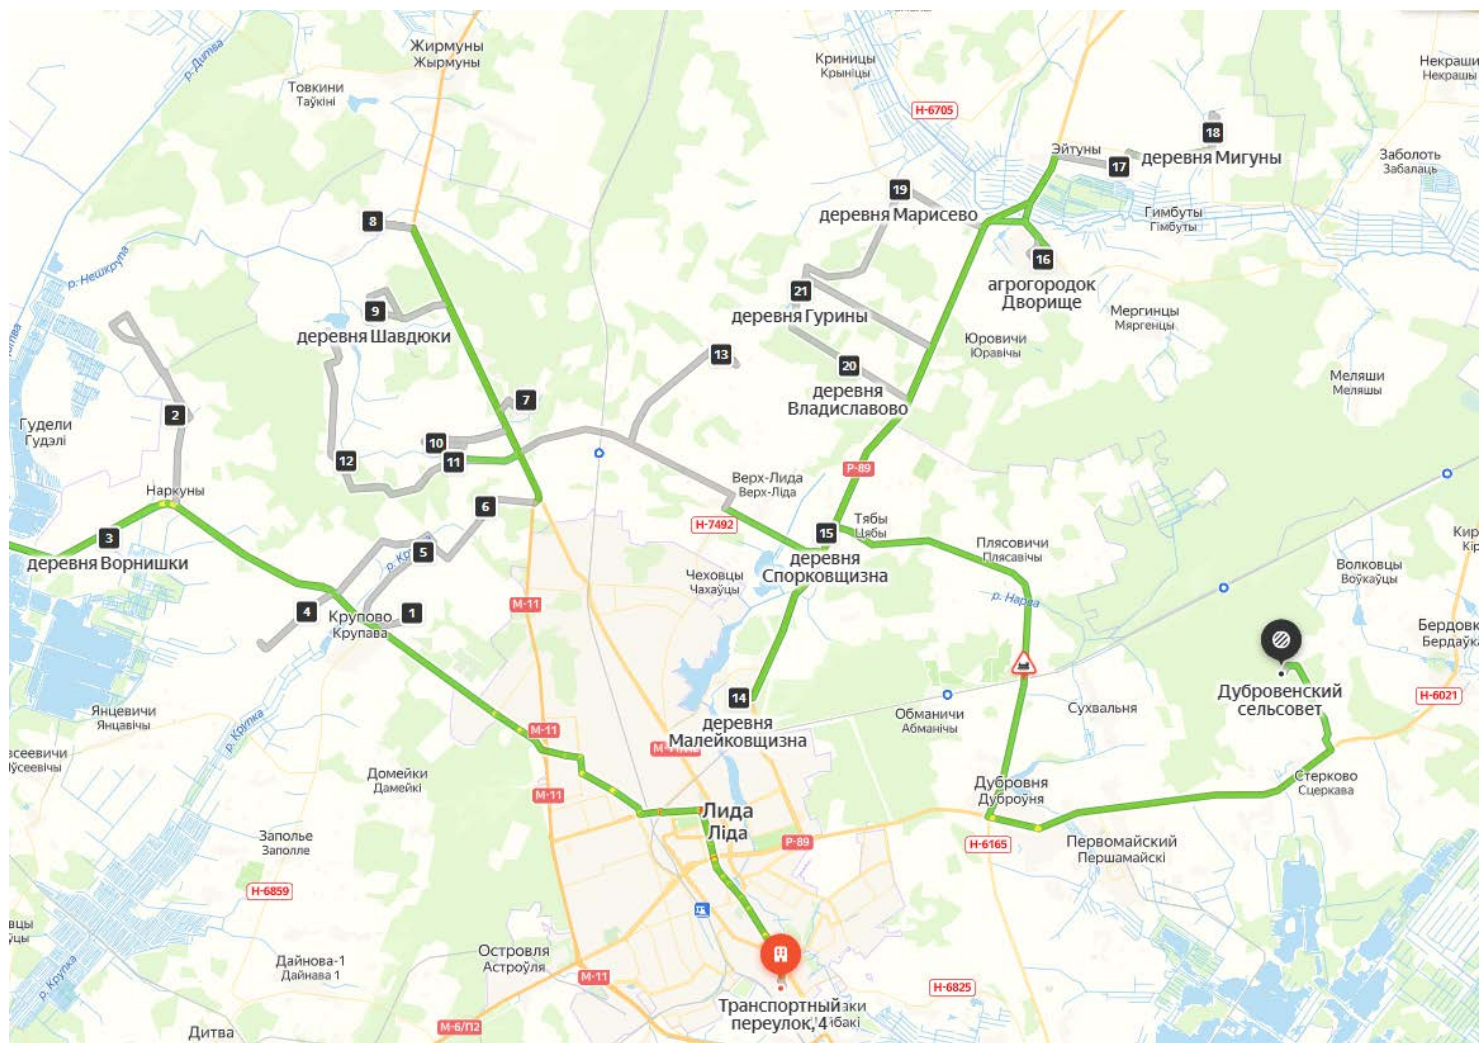 р. Дитва
Жирмуны
Жырмуны
Товкини
Таўкіні
Криницы
Крыніцы
Некраши
Некрашы
Н-6705
Эйтуны
18
17
деревня Мигуны
Заболоть
Забалаць
19
деревня Марисево
Гимбуты
Гімбуты
8
р. Нешкрупа
16
агрогородок
Дворище
21
деревня Гурины
9
деревня Шавдюки
Мергинцы
Мяргенцы
Юровичи
Юравічы
13
20
деревня
Владиславово
Меляши
Меляшы
7
2
Гудели
Гудэлі
10
11
12
Р-89
Верх-Лида
Верх-Ліда
Наркуны
6
Н-7492
15
Тябы
Цябы
3
деревня Ворнишки
5
деревня
Спорковщизна
Плясовичи
Плясавічы
Волковцы
Воўкаўцы
Чеховцы
Чахаўцы
р. Нарва
4
1
Крупово
Крупава
М-11
Дубровенский
сельсовет
Н-6021
14
деревня
Малейковщизна
Янцевичи
Янцавічы
р. Крупка
М-11
Обманичи
Абманічы
Сухвальня
Домейки
Дамейкі
М-11
Дубровня
Дуброўня
Стерково
Сцеркава
Лида
Ліда
Заполье
Заполле
Р-89
Н-6165
Первомайский
Першамайскі
Н-6859
Дайнова-1
Дайнава 1
Островля
Астроўля
М-11
Н-6825
р. Крупка
Транспортный
переулок, 4
Дитва
М-6/П2